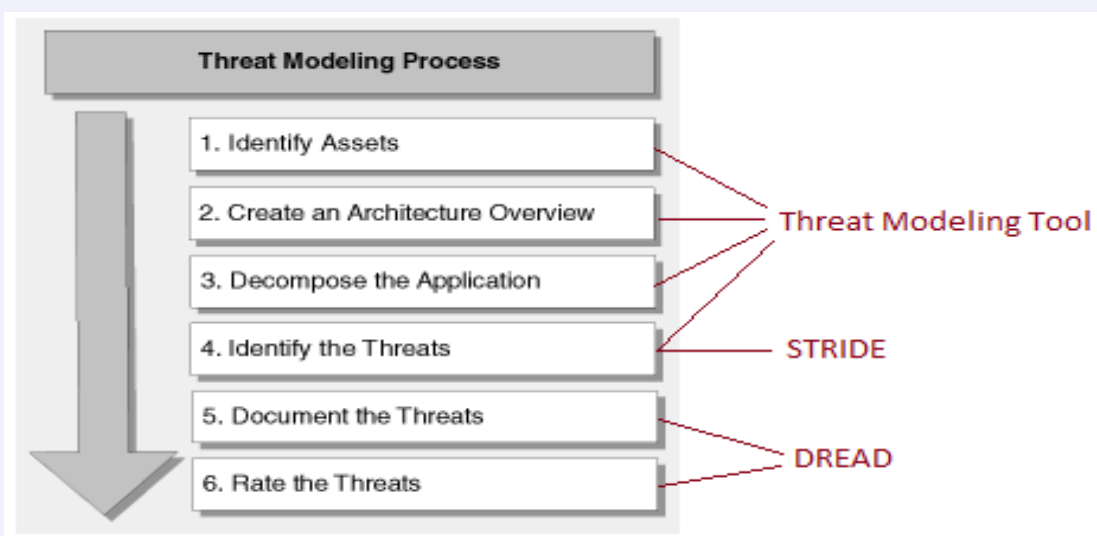 Threat Modeling Process
1. Identify Assets
2. Create an Architecture Overview
3. Decompose the Application
4. Identify the Threats
5. Document the Threats
6. Rate the Threats
Threat Modeling Tool
STRIDE
DREAD